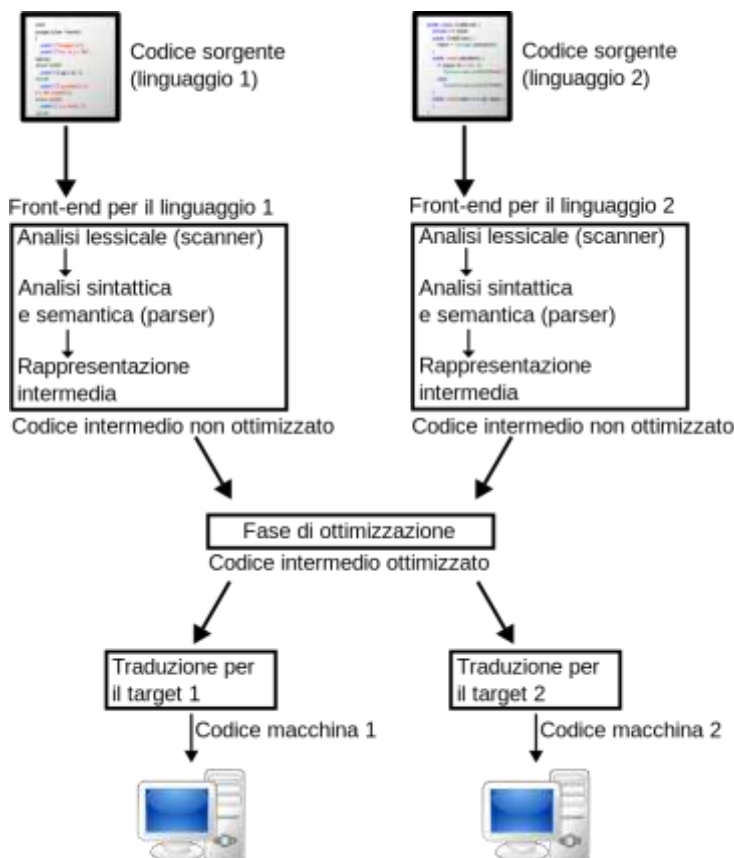 Codice sorgente
(linguaggio 1)
Codice sorgente
(linguaggio 2)
Front-end per il linguaggio 1
Analisi lessicale (scanner)
Analisi sintattica
e semantica (parser)
Rappresentazione
intermedia
Codice intermedio non ottimizzato
Front-end per il linguaggio 2
Analisi lessicale (scanner)
Analisi sintattica
e semantica (parser)
Rappresentazione
intermedia
Codice intermedio non ottimizzato
Fase di ottimizzazione
Codice intermedio ottimizzato
Traduzione per
il target 1
Traduzione per
il target 2
Codice macchina 1
Codice macchina 2